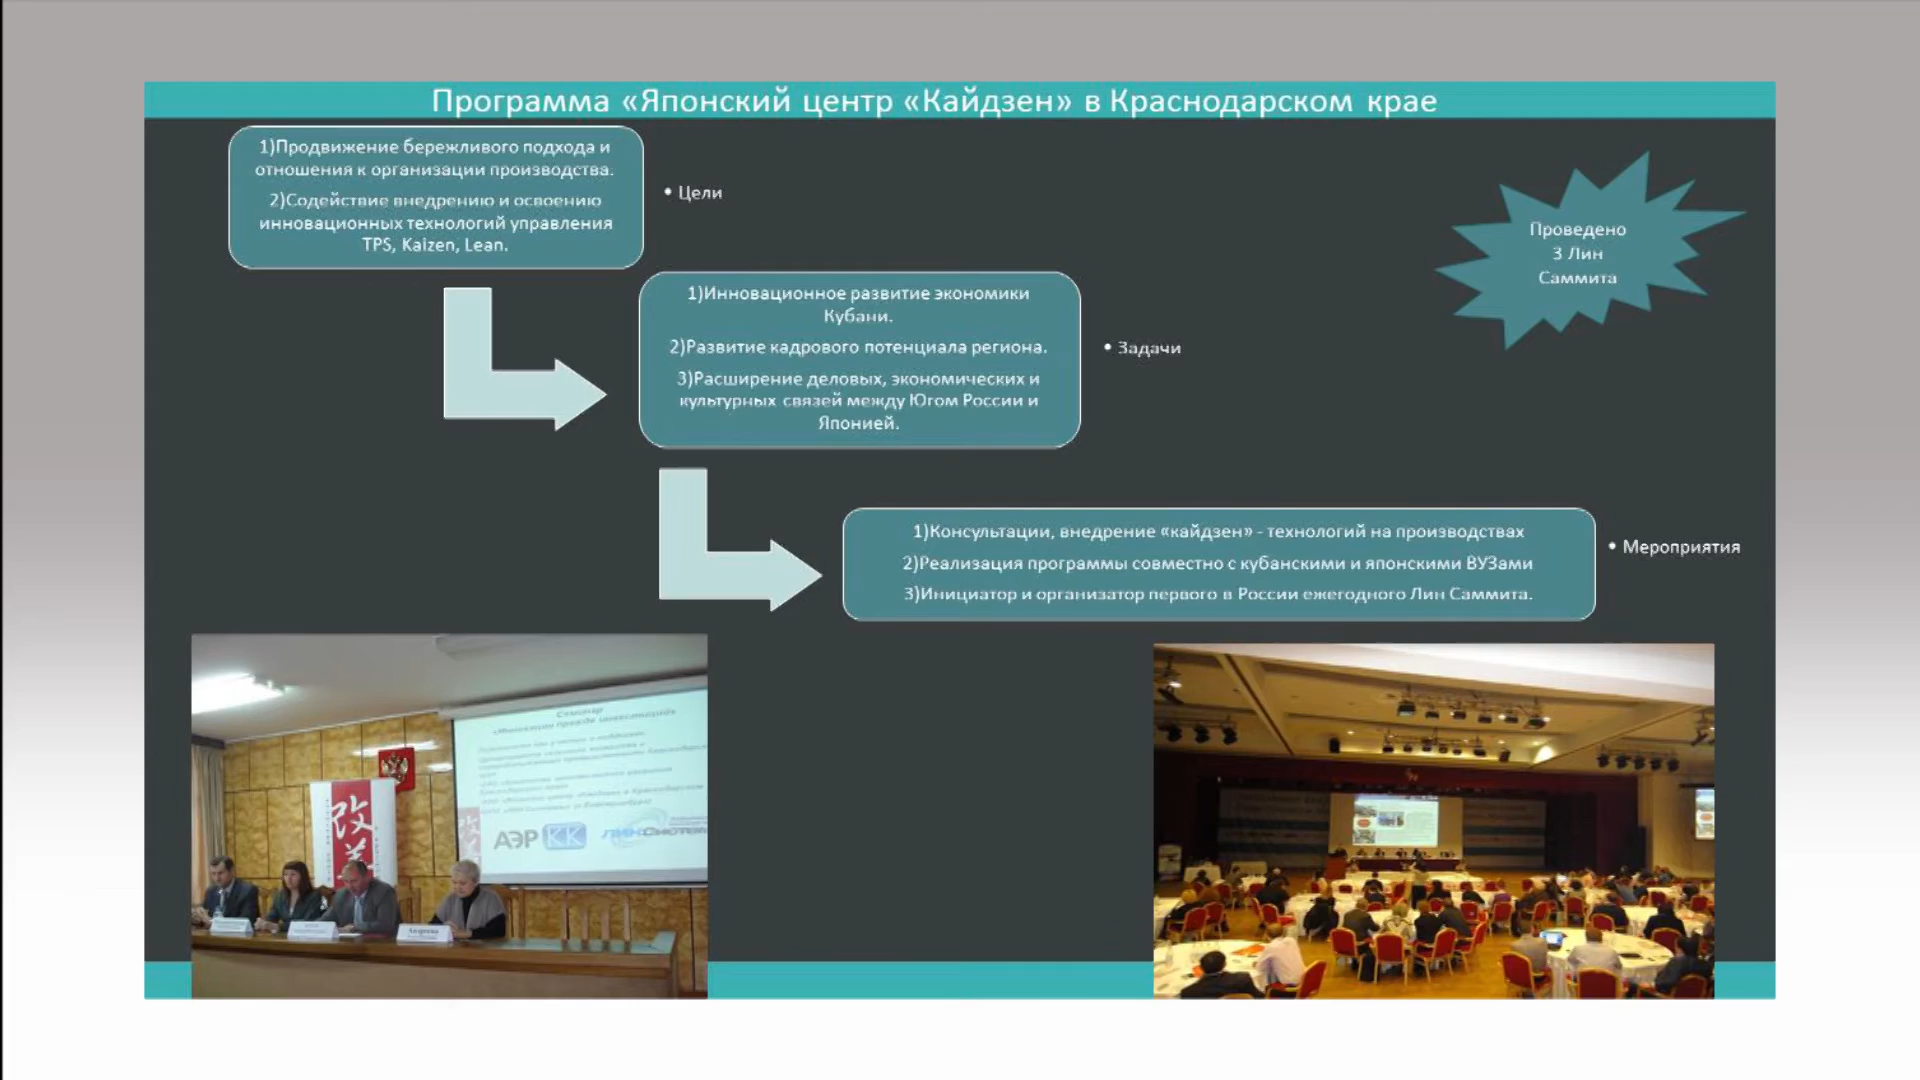 Программа «Японский центр «Кайдзен» в Краснодарском крае
1)Продвижение бережливого подхода и
отношения к организации производства.
2)Содействие внедрению и освоению
инновационных технологий управления
TPS, Kaizen, Lean.
• Цели
Проведено
3 Лин
Саммита
1)Инновационное развитие экономики
Кубани.
2)Развитие кадрового потенциала региона.
3)Расширение деловых, экономических и
культурных связей между Югом России и
Японией.
• Задачи
1)Консультации, внедрение «кайдзен» - технологий на производствах
2)Реализация программы совместно с кубанскими и японскими ВУЗами
3)Инициатор и организатор первого в России ежегодного Лин Саммита.
• Мероприятия
Семинар
改
善
АЭР КК